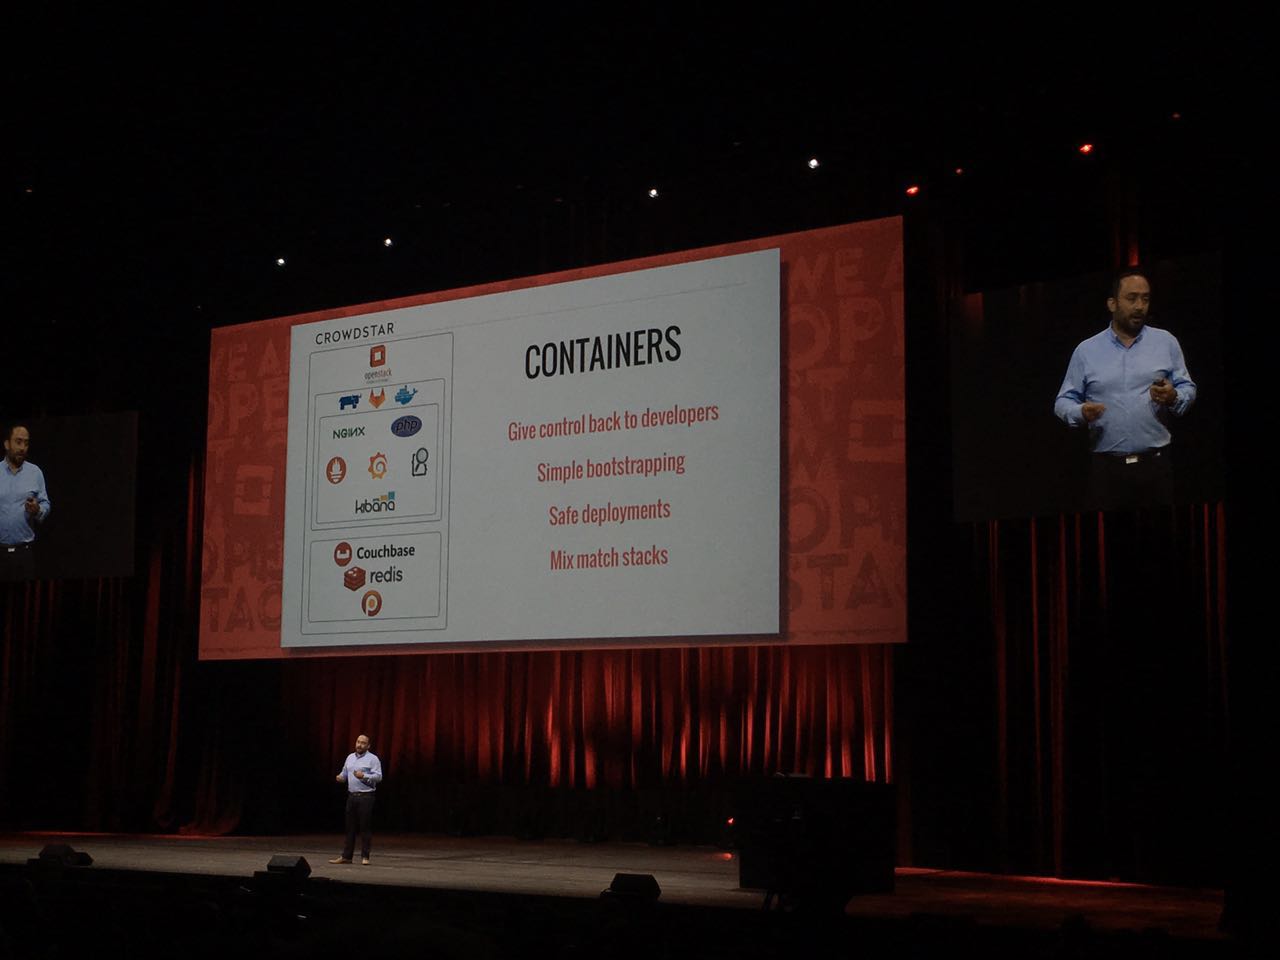 CROWDSTAR
openstack
NGINX
php
kibana
Couchbase
redis
CONTAINERS
Give control back to developers
Simple bootstrapping
Safe deployments
Mix match stacks